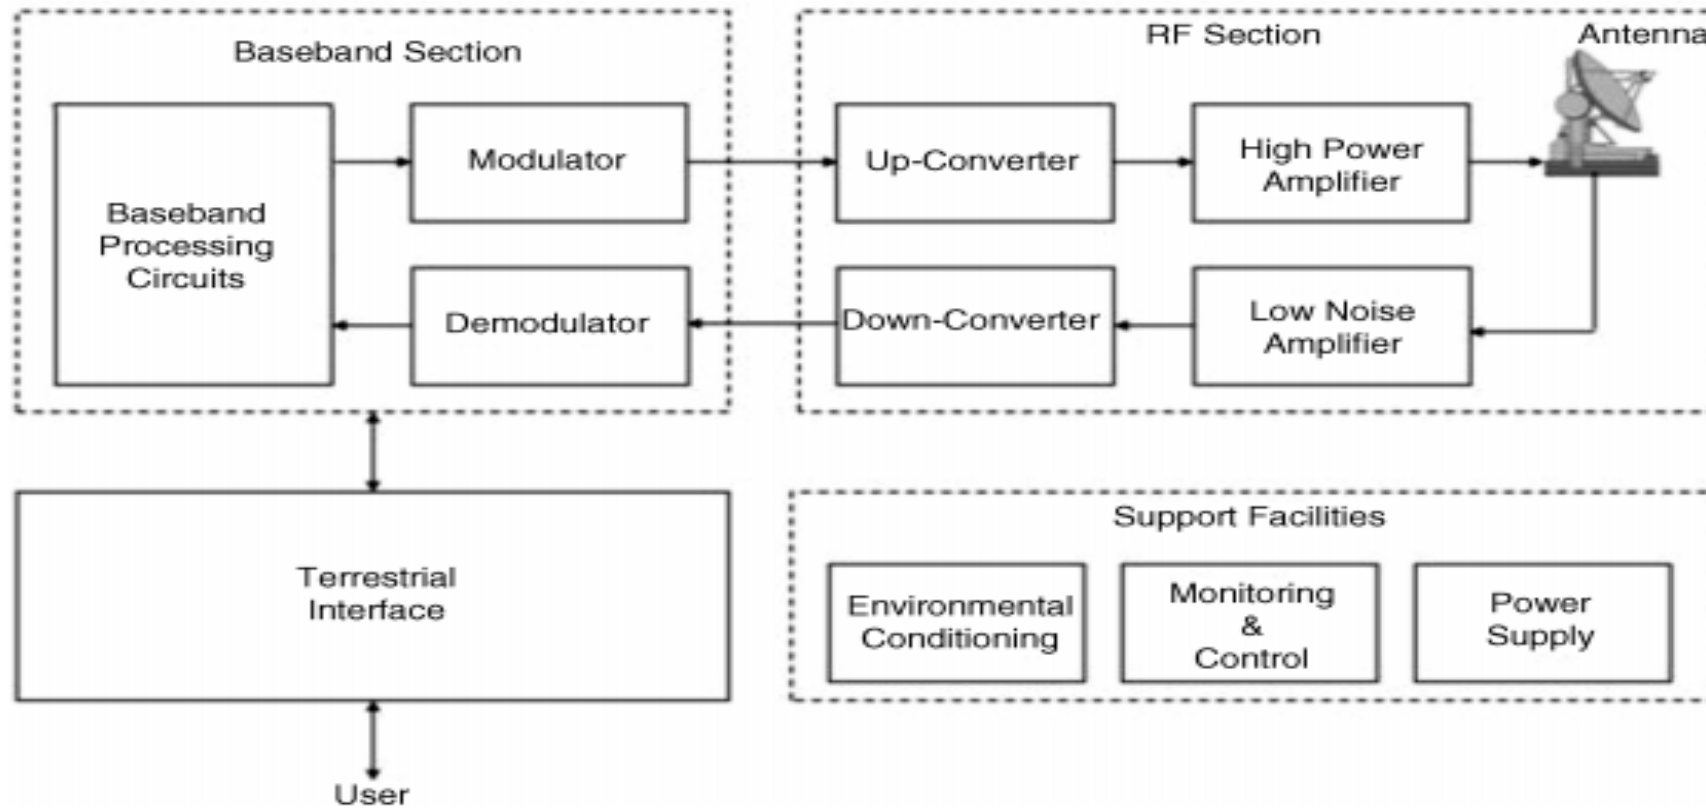 Baseband Section
Baseband
Processing
Circuits
Modulator
Demodulator
RF Section
Antenna
Up-Converter
High Power
Amplifier
Down-Converter
Low Noise
Amplifier
Terrestrial
Interface
User
Support Facilities
Environmental
Conditioning
Monitoring
&
Control
Power
Supply